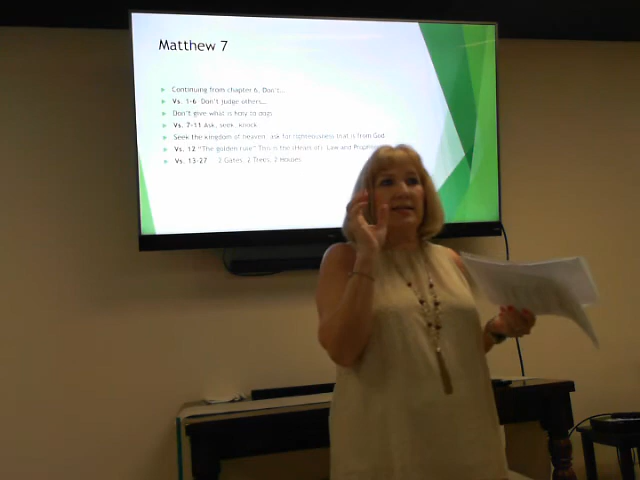 Matthew 7
Continuing from chapter 6, Don't...
Vs. 1-6 Don't judge others...
Don't give what is holy to dogs
Vs. 7-11 Ask, seek, knock
Seek the kingdom of heaven, ask for righteousness that is from God
Vs. 12 "The golden rule" This is the (Heart of) Law and
Vs. 13-27 2 Gates, 2 Trees, 2 Houses